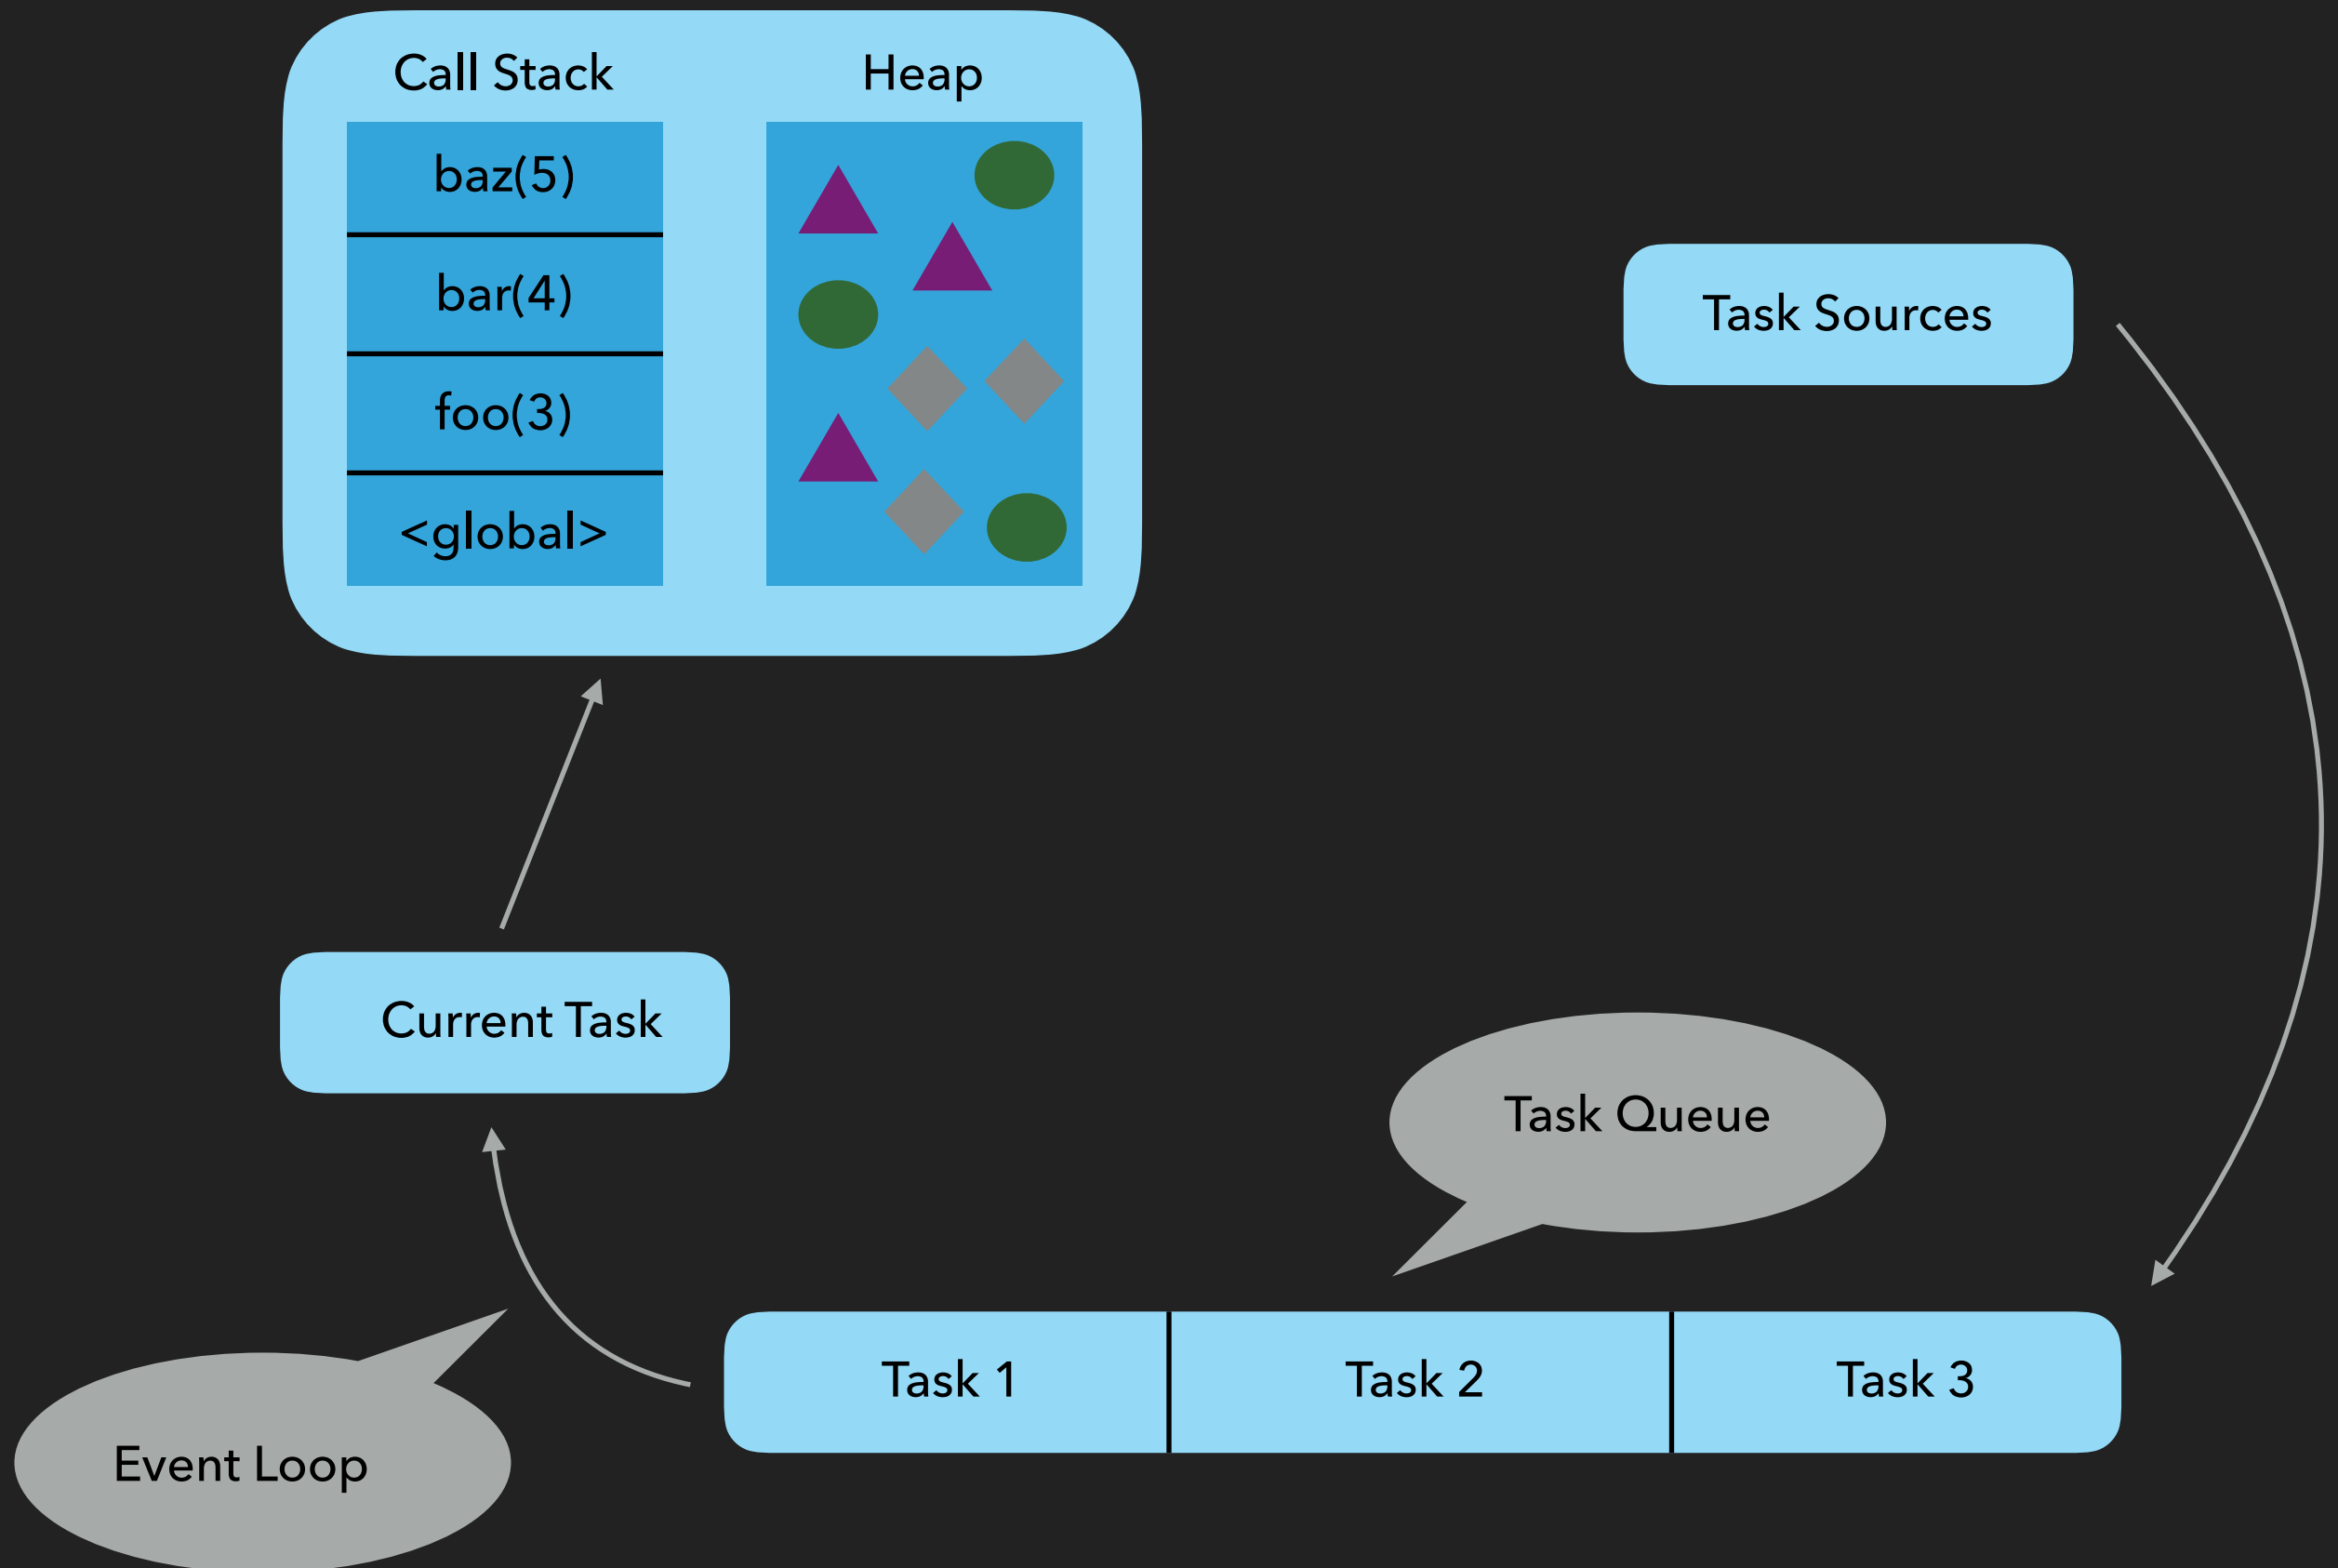 Call Stack
Heap
baz(5)
bar(4)
foo(3)
<global>
Task Sources
Current Task
Task Queue
Task 1
Task 2
Task 3
Event Loop